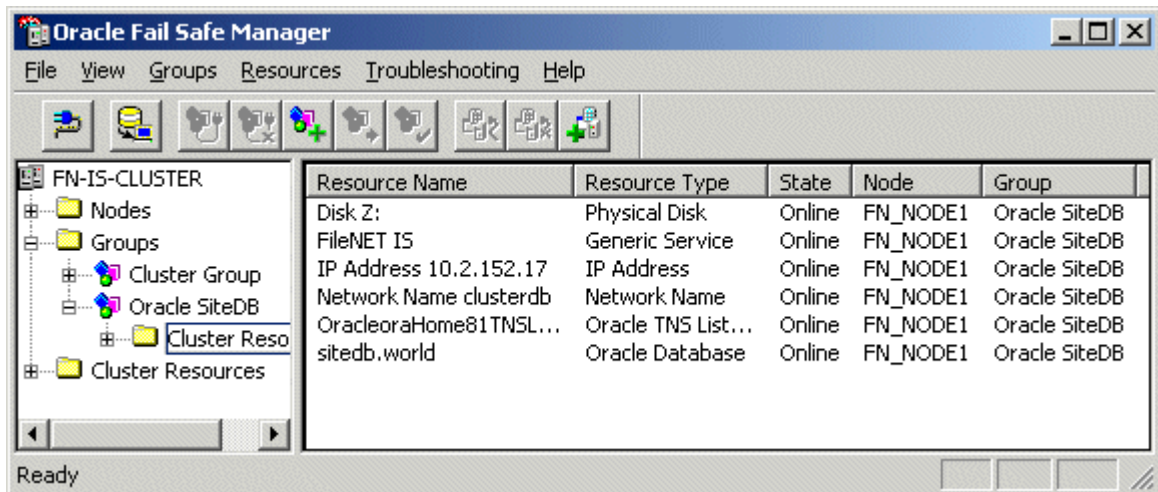 Oracle Fail Safe Manager
File View Groups Resources Troubleshooting Help
FN-IS-CLUSTER
Nodes
Groups
Cluster Group
Oracle SiteDB
Cluster Reso
Cluster Resources
Resource Name Resource Type State Node Group
Disk Z: Physical Disk Online FN_NODE1 Oracle SiteDB
FileNET IS Generic Service Online FN_NODE1 Oracle SiteDB
IP Address 10.2.152.17 IP Address Online FN_NODE1 Oracle SiteDB
Network Name clusterdb Network Name Online FN_NODE1 Oracle SiteDB
OracleoraHome81TNSL... Oracle TNS List... Online FN_NODE1 Oracle SiteDB
sitedb.world Oracle Database Online FN_NODE1 Oracle SiteDB
Ready